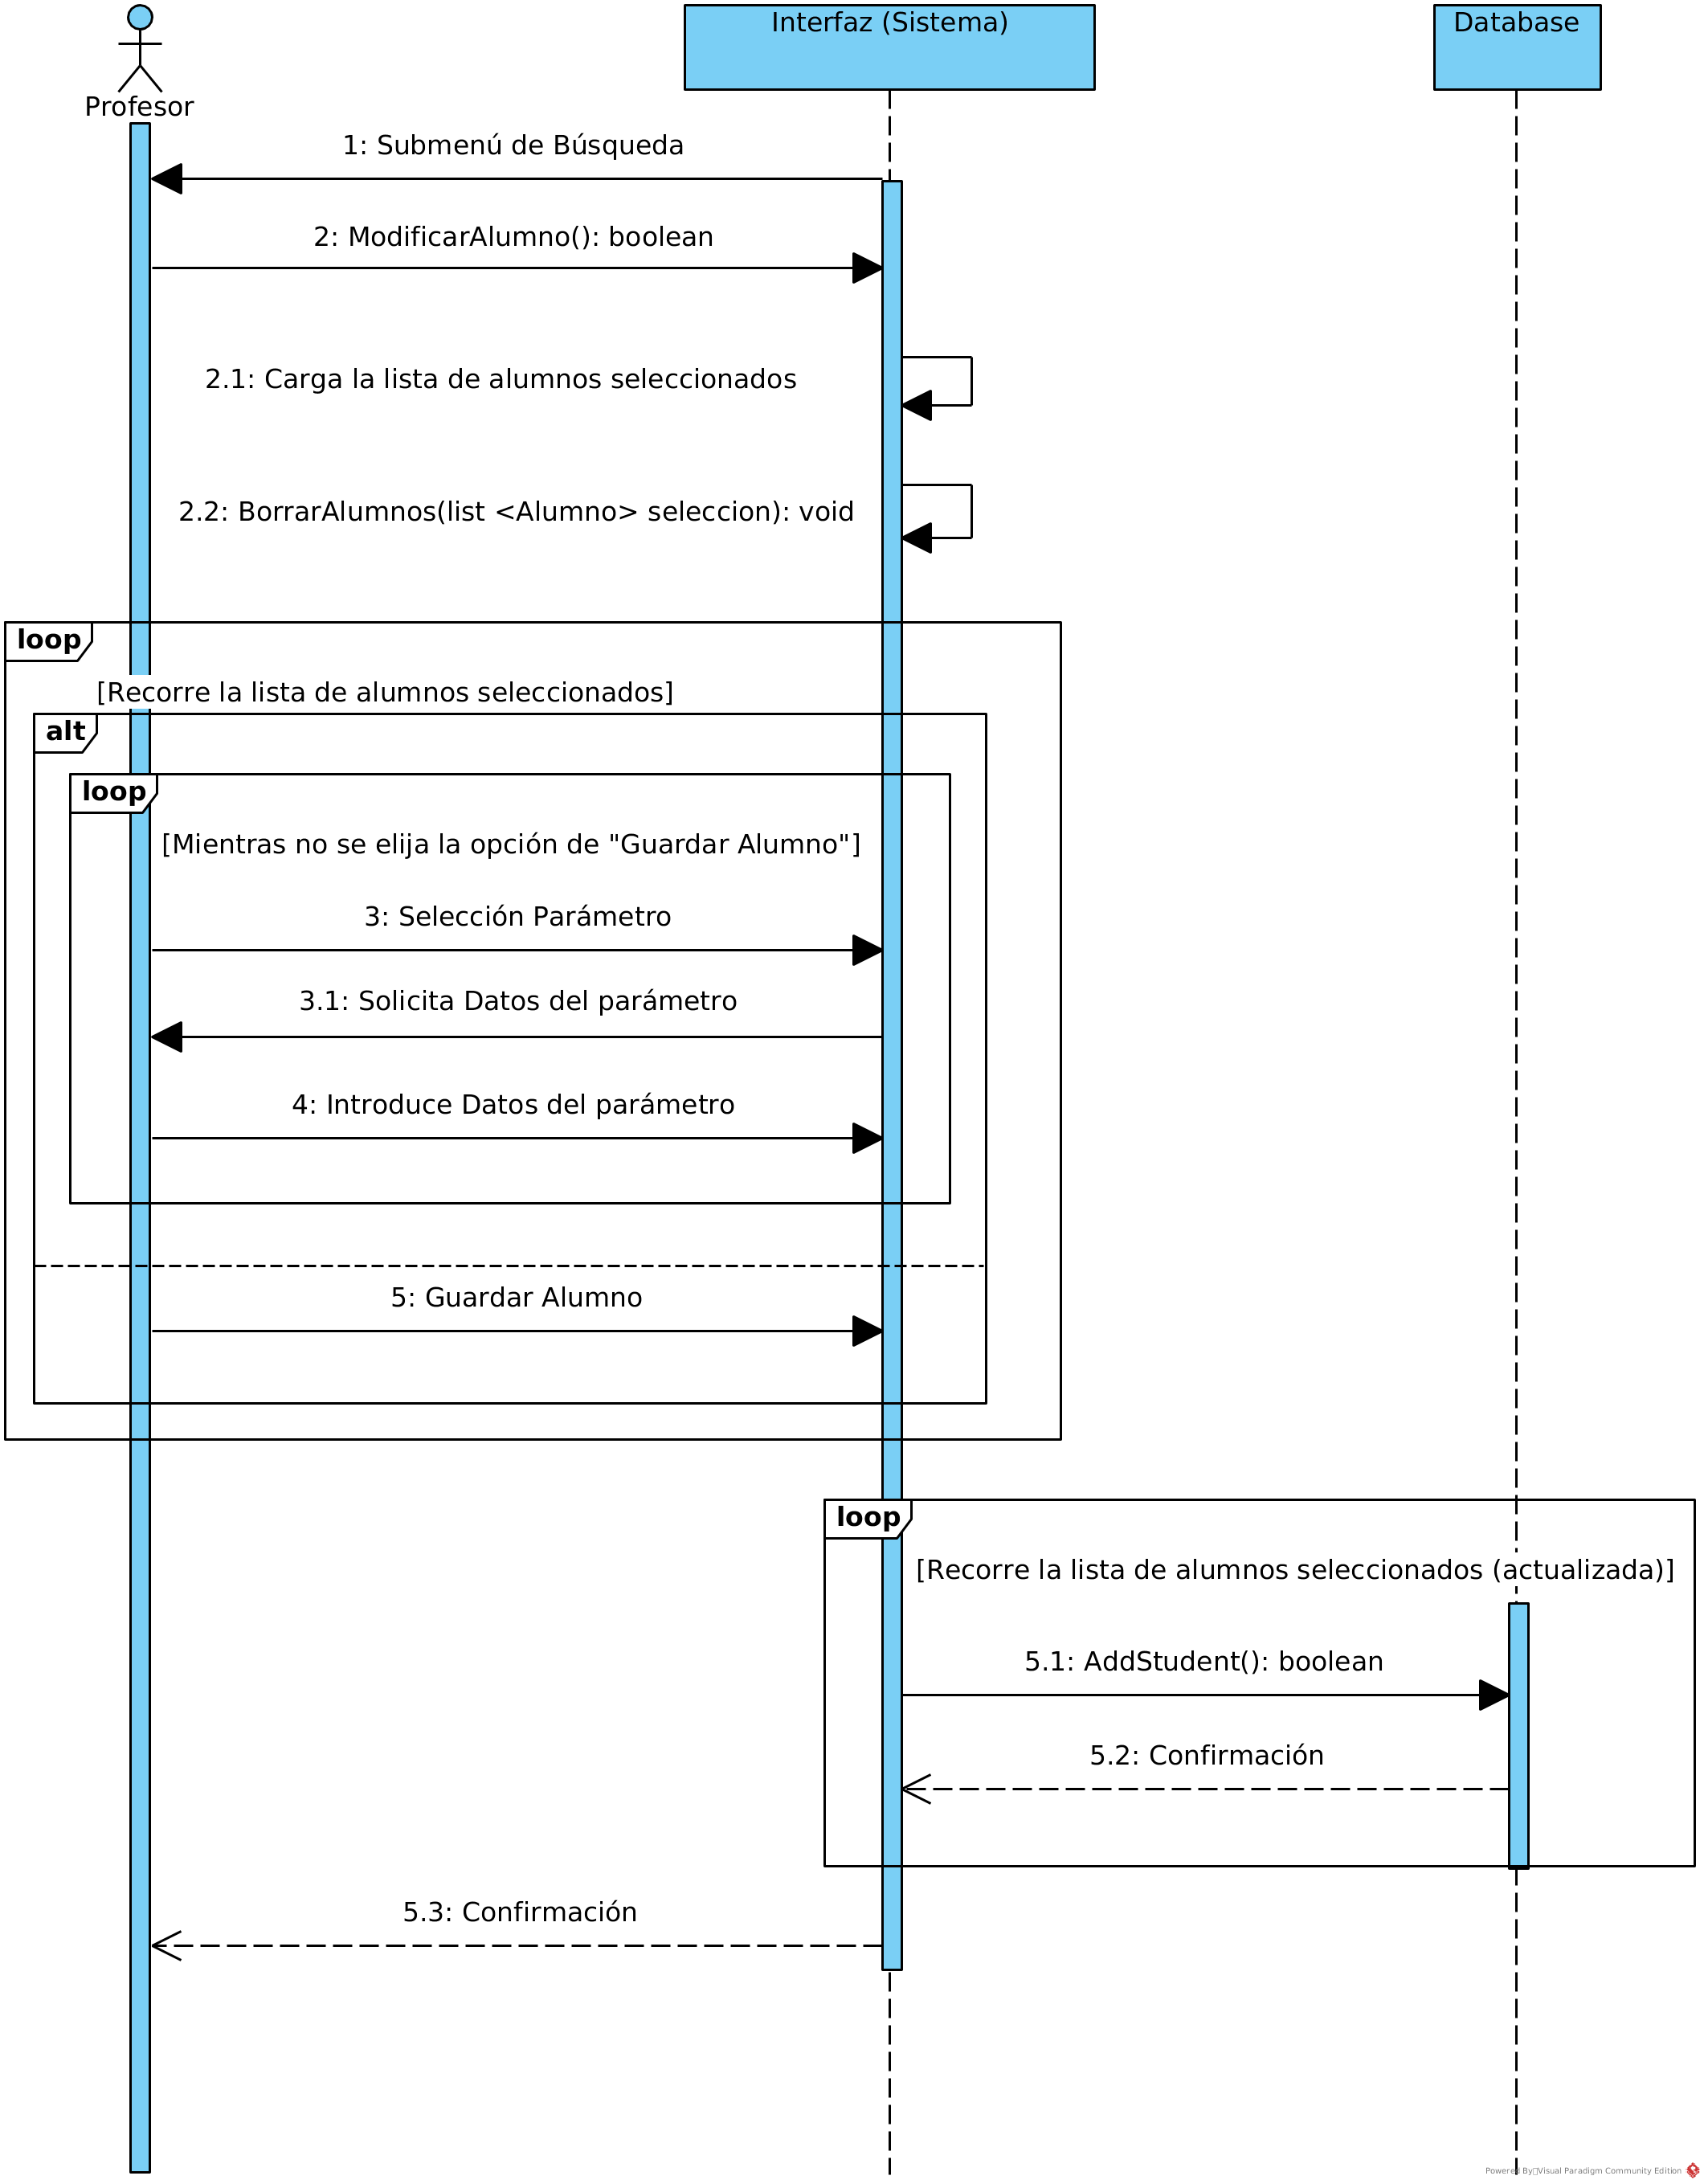 Interfaz (Sistema)
Database
Profesor
1: Submenú de Búsqueda
2: ModificarAlumno(): boolean
2.1: Carga la lista de alumnos seleccionados
2.2: BorrarAlumnos(list <Alumno> seleccion): void
loop
[Recorre la lista de alumnos seleccionados]
alt
loop
[Mientras no se elija la opción de "Guardar Alumno"]
3: Selección Parámetro
3.1: Solicita Datos del parámetro
4: Introduce Datos del parámetro
5: Guardar Alumno
loop
[Recorre la lista de alumnos seleccionados (actualizada)]
5.1: AddStudent(): boolean
5.2: Confirmación
5.3: Confirmación
Powered By Visual Paradigm Community Edition